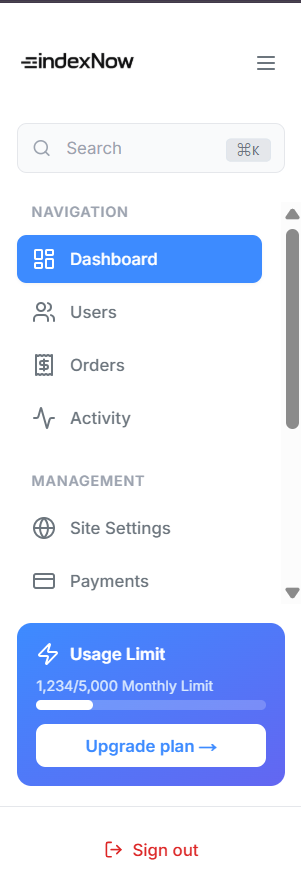 indexNow
Search ⌘K
NAVIGATION
Dashboard
Users
Orders
Activity
MANAGEMENT
Site Settings
Payments
Usage Limit
1,234/5,000 Monthly Limit
Upgrade plan →
Sign out